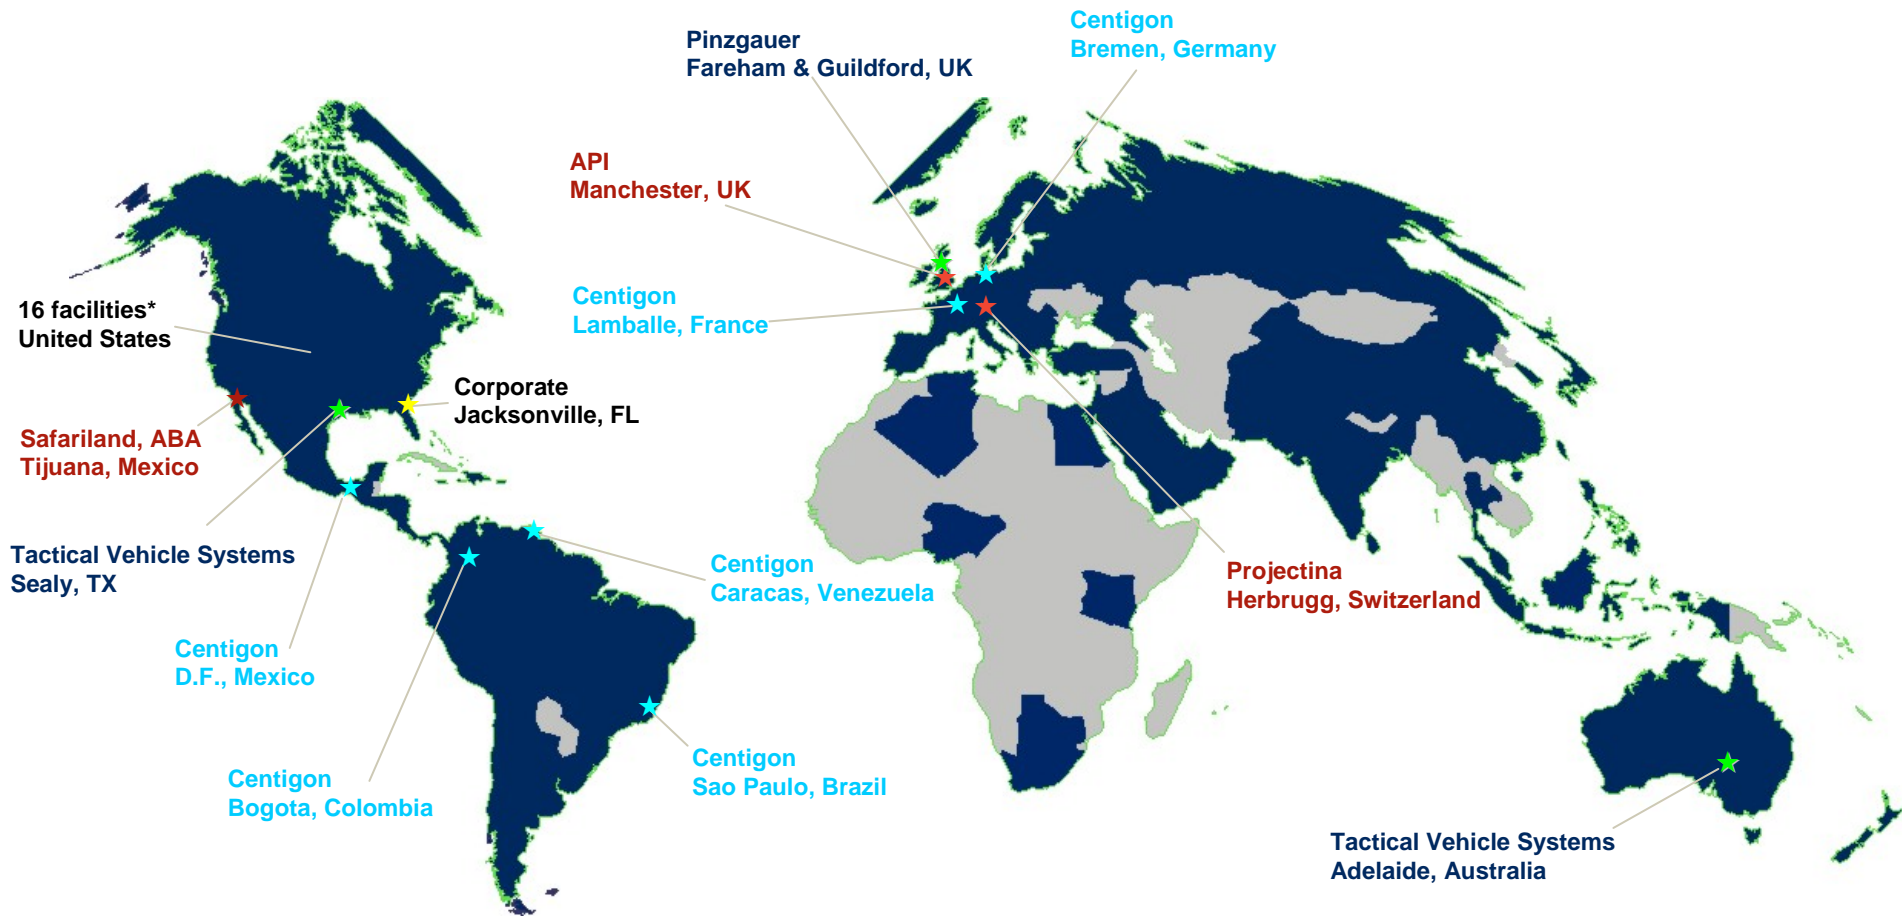 Centigon
Bremen, Germany
Pinzgauer
Fareham & Guildford, UK
API
Manchester, UK
Centigon
Lamballe, France
16 facilities*
United States
Corporate
Jacksonville, FL
Safariland, ABA
Tijuana, Mexico
Tactical Vehicle Systems
Sealy, TX
Centigon
Caracas, Venezuela
Projectina
Herbrugg, Switzerland
Centigon
D.F., Mexico
Centigon
Sao Paulo, Brazil
Centigon
Bogota, Colombia
Tactical Vehicle Systems
Adelaide, Australia